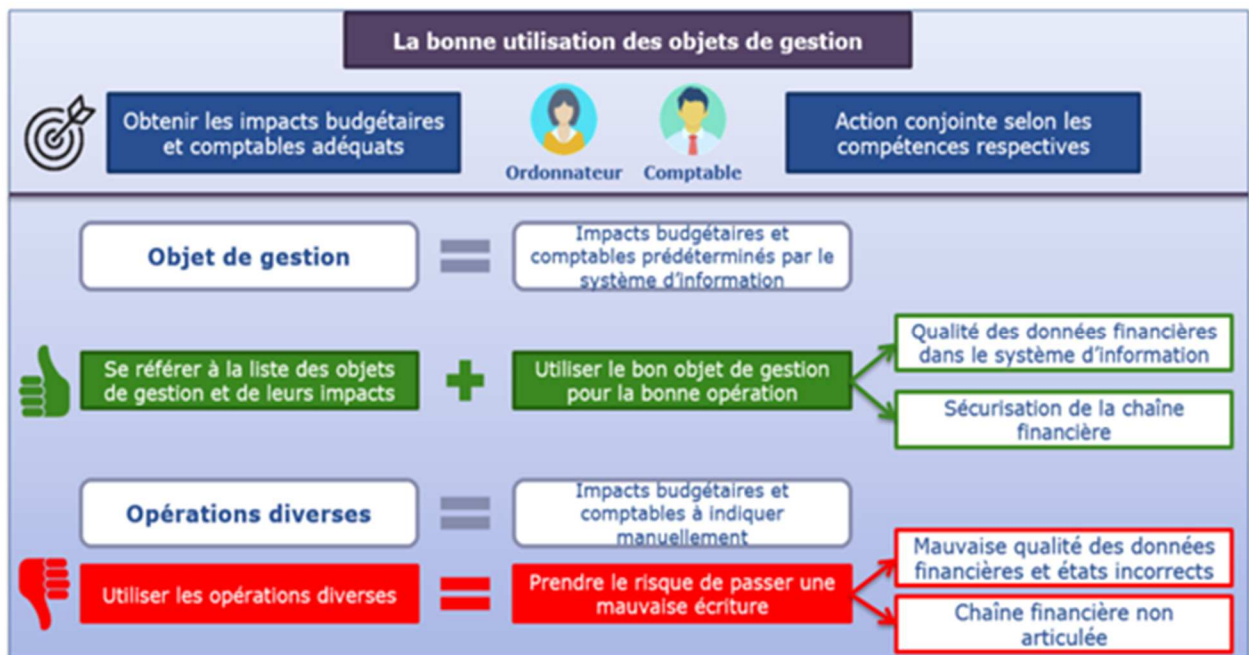 La bonne utilisation des objets de gestion
Obtenir les impacts budgétaires
et comptables adéquats
Ordonnateur
Comptable
Action conjointe selon les
compétences respectives
Objet de gestion
=
Impacts budgétaires et
comptables prédéterminés par le
système d'information
Se référer à la liste des objets
de gestion et de leurs impacts
+
Utiliser le bon objet de gestion
pour la bonne opération
Qualité des données financières
dans le système d'information
Sécurisation de la chaîne
financière
Opérations diverses
=
Impacts budgétaires et
comptables à indiquer
manuellement
Utiliser les opérations diverses
=
Prendre le risque de passer une
mauvaise écriture
Mauvaise qualité des données
financières et états incorrects
Chaîne financière non
articulée